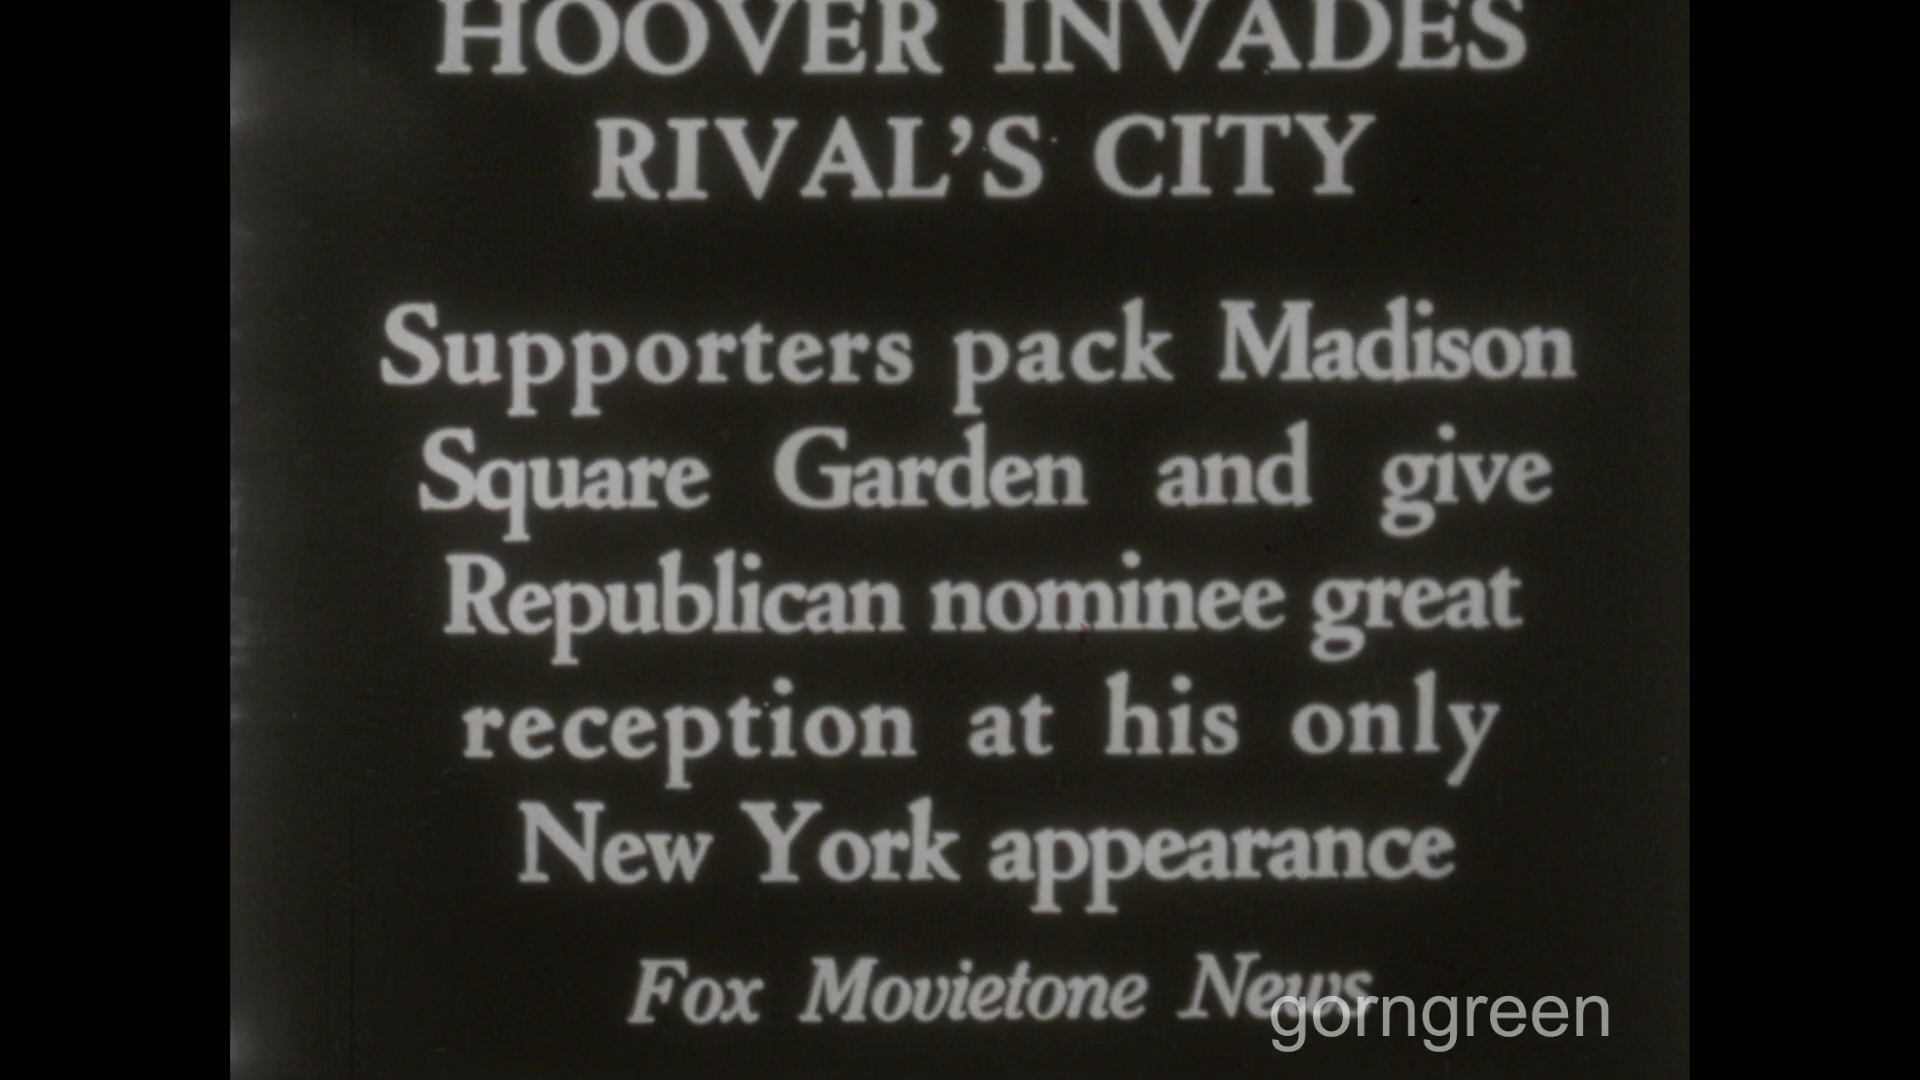 HOOVER INVADES
RIVAL'S CITY
Supporters pack Madison
Square Garden and give
Republican nominee great
reception at his only
New York appearance
Fox Movietone News
gorngreen